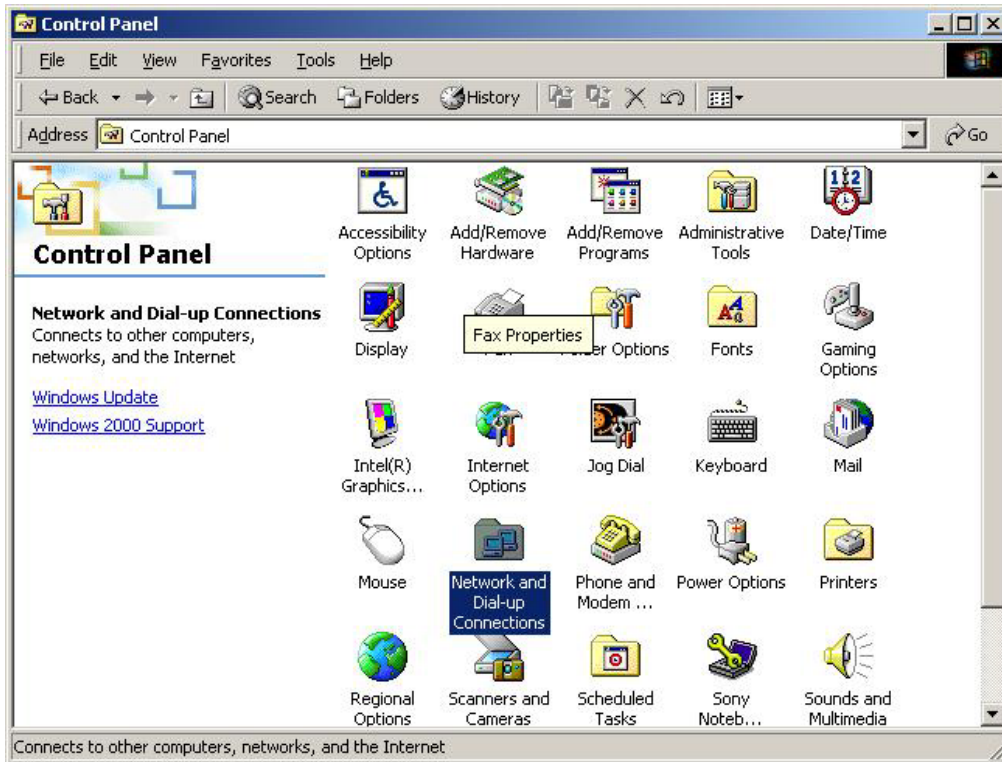 Control Panel
File Edit View Favorites Tools Help
Back Search Folders History
Address Control Panel Go
Control Panel
Network and Dial-up Connections
Connects to other computers,
networks, and the Internet
Windows Update
Windows 2000 Support
Accessibility
Options
Add/Remove
Hardware
Add/Remove
Programs
Administrative
Tools
Date/Time
Display
Fax Properties
Options
Fonts
Gaming
Options
Intel(R)
Graphics...
Internet
Options
Jog Dial
Keyboard
Mail
Mouse
Network and
Dial-up
Connections
Phone and
Modem ...
Power Options
Printers
Regional
Options
Scanners and
Cameras
Scheduled
Tasks
Sony
Noteb...
Sounds and
Multimedia
Connects to other computers, networks, and the Internet